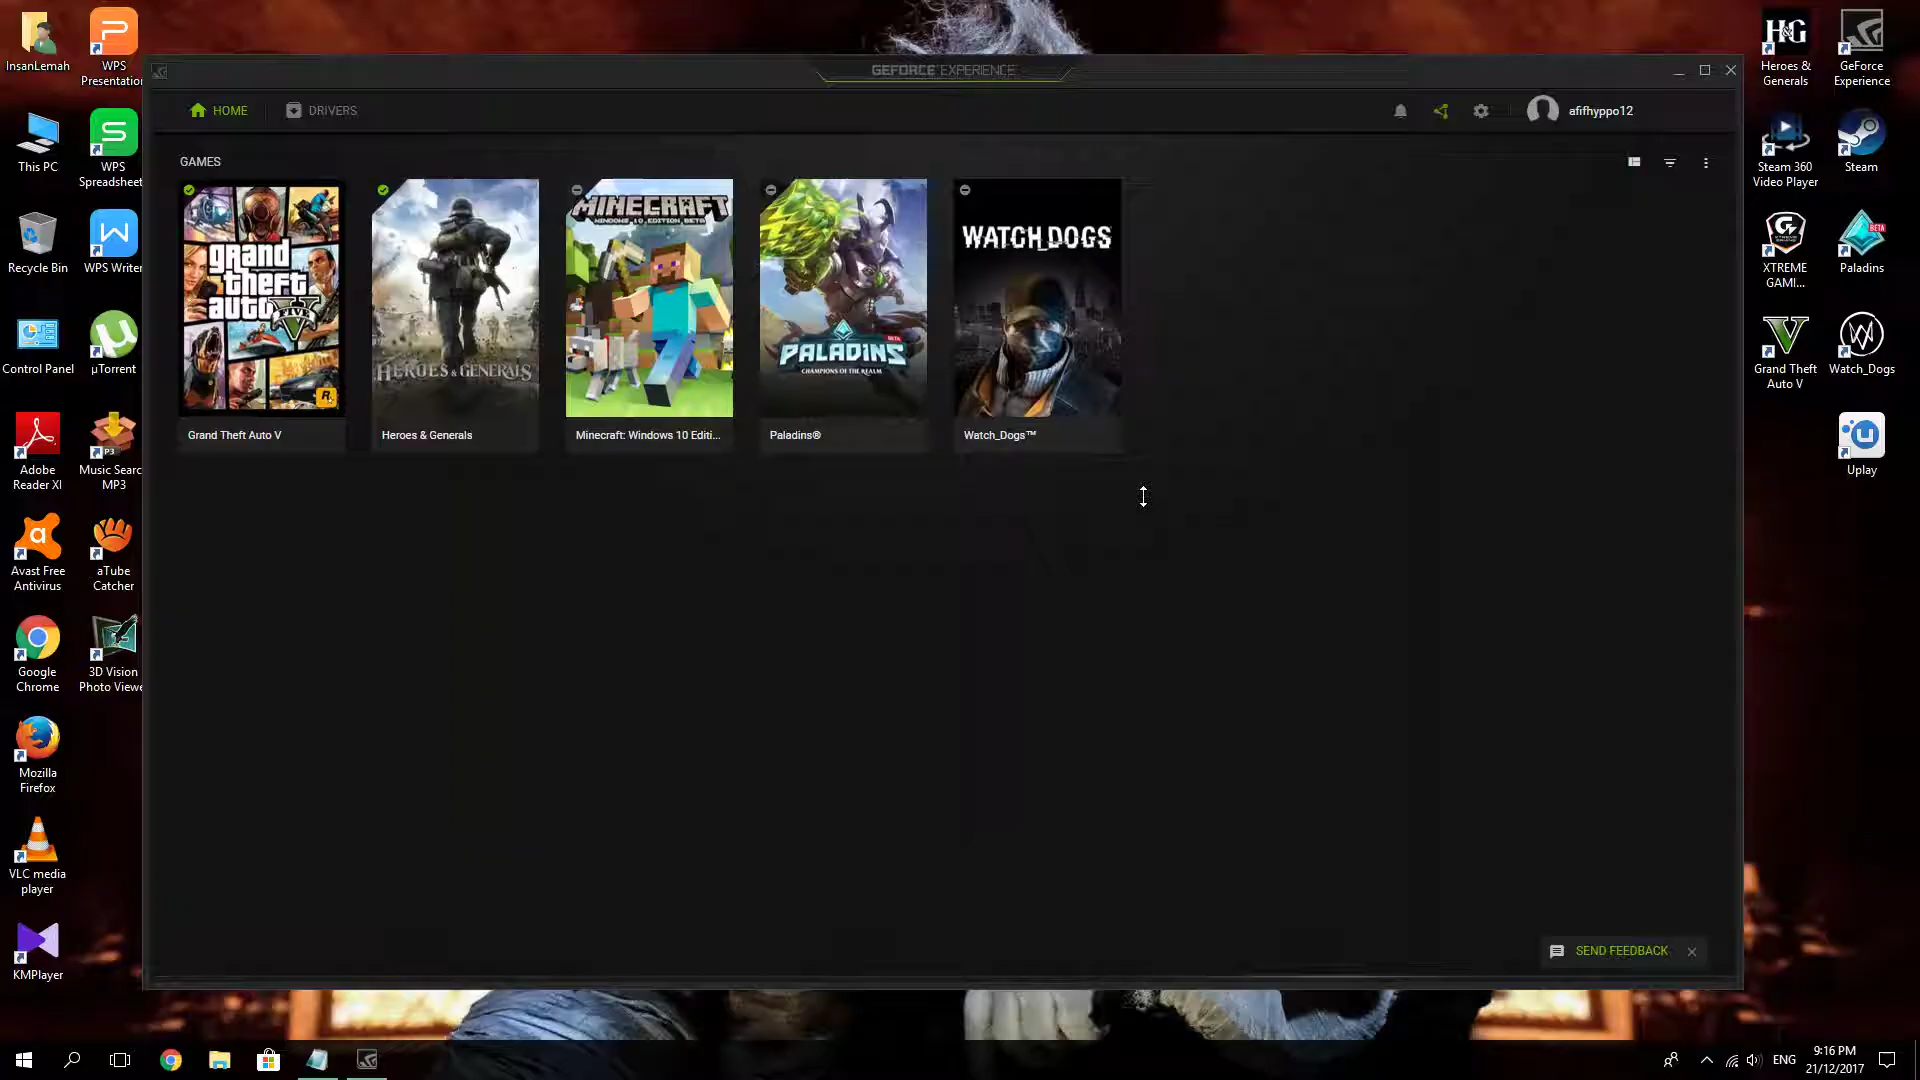 InsanLemah
WPS
Presentation
This PC
WPS
Spreadsheet
Recycle Bin
WPS Writer
Control Panel
µTorrent
Adobe
Reader XI
Music Searc
MP3
Avast Free
Antivirus
aTube
Catcher
Google
Chrome
3D Vision
Photo Viewe
Mozilla
Firefox
VLC media
player
KMPlayer
GEFORCE EXPERIENCE
HOME
DRIVERS
afifhyppo12
GAMES
grand
theft
auto
FIVE
R
HEROES & GENERALS
MINECRAFT
WINDOWS 10 EDITION BETA
BETA
PALADINS
CHAMPIONS OF THE REALM
WATCH_DOGS
Grand Theft Auto V
Heroes & Generals
Minecraft: Windows 10 Editi...
Paladins®
Watch_Dogs™
SEND FEEDBACK
H&G
Heroes &
Generals
GeForce
Experience
Steam 360
Video Player
Steam
XTREME
GAMI...
BETA
Paladins
Grand Theft
Auto V
Watch_Dogs
Uplay
ENG
9:16 PM
21/12/2017